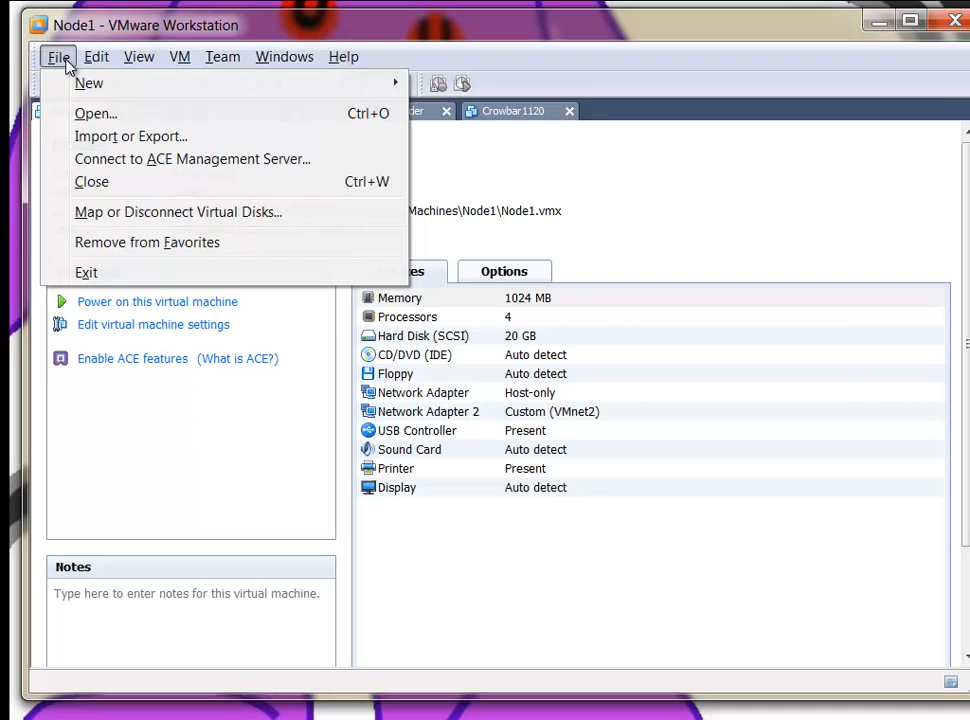 Node1 - VMware Workstation
File Edit View VM Team Windows Help
New
Open... Ctrl+O
Import or Export...
Connect to ACE Management Server...
Close Ctrl+W
Map or Disconnect Virtual Disks...
Remove from Favorites
Exit
Crowbar1120
Machines\Node1\Node1.vmx
Options
Power on this virtual machine
Edit virtual machine settings
Enable ACE features (What is ACE?)
Memory 1024 MB
Processors 4
Hard Disk (SCSI) 20 GB
CD/DVD (IDE) Auto detect
Floppy Auto detect
Network Adapter Host-only
Network Adapter 2 Custom (VMnet2)
USB Controller Present
Sound Card Auto detect
Printer Present
Display Auto detect
Notes
Type here to enter notes for this virtual machine.